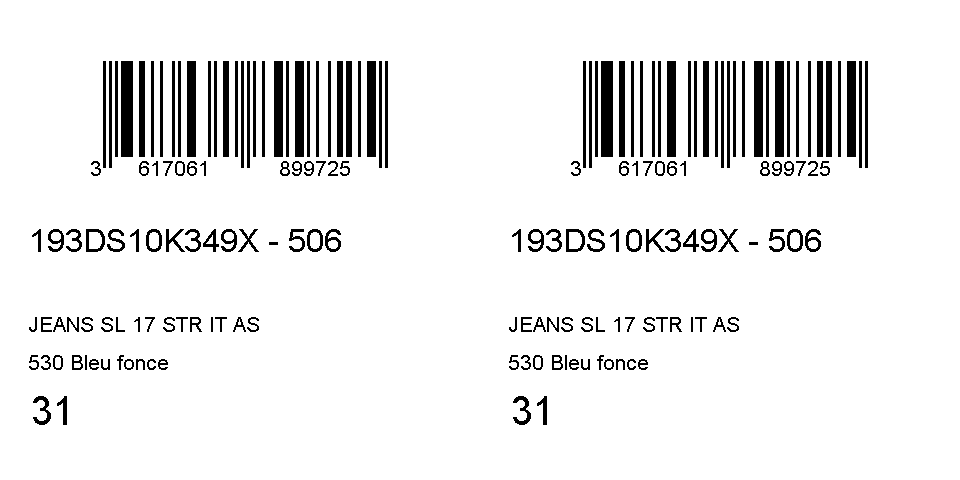 3 617061 899725
193DS10K349X - 506
JEANS SL 17 STR IT AS
530 Bleu fonce
31
3 617061 899725
193DS10K349X - 506
JEANS SL 17 STR IT AS
530 Bleu fonce
31